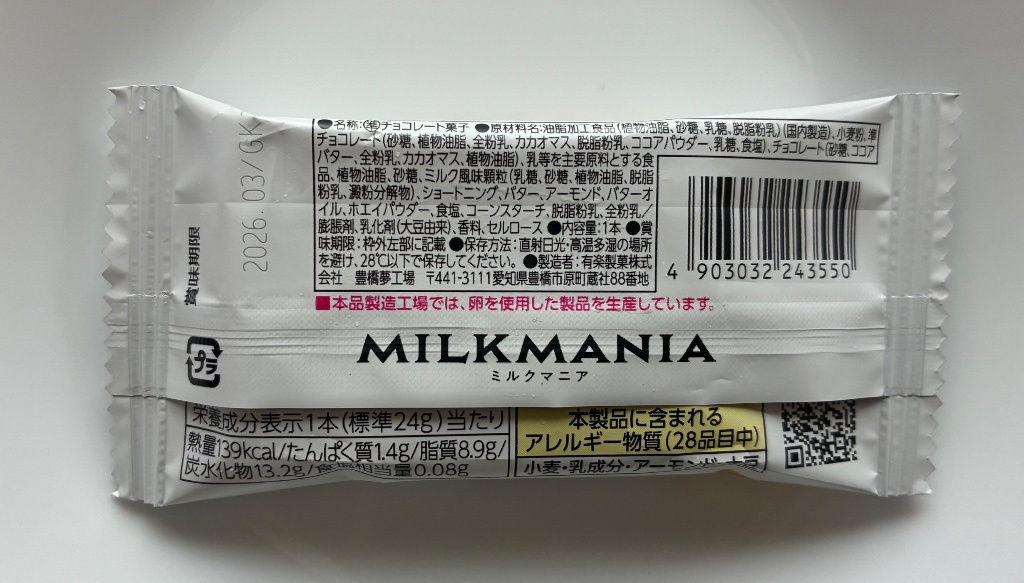 2026. 03/6K
賞味期限
●名称:準チョコレート菓子 ●原材料名:油脂加工食品(植物油脂、砂糖、乳糖、脱脂粉乳)(国内製造)、小麦粉、準
チョコレート(砂糖、植物油脂、全粉乳、カカオマス、脱脂粉乳、ココアパウダー、乳糖、食塩)、チョコレート(砂糖、ココア
バター、全粉乳、カカオマス、植物油脂)、乳等を主要原料とする食
品、植物油脂、砂糖、ミルク風味顆粒(乳糖、砂糖、植物油脂、脱脂
粉乳、澱粉分解物)、ショートニング、バター、アーモンド、バターオ
イル、ホエイパウダー、食塩、コーンスターチ、脱脂粉乳、全粉乳/
膨脹剤、乳化剤(大豆由来)、香料、セルロース ●内容量:1本 ●賞
味期限:枠外左部に記載 ●保存方法:直射日光・高温多湿の場所
を避け、28℃以下で保存してください。 ●製造者:有楽製菓株式
会社 豊橋夢工場 〒441-3111愛知県豊橋市原町蔵社88番地
4 903032 243550
■本品製造工場では、卵を使用した製品を生産しています。
プラ
MILKMANIA
ミルクマニア
栄養成分表示1本(標準24g)当たり
熱量139kcal/たんぱく質1.4g/脂質8.9g/
炭水化物13.2g/食塩相当量0.08g
本製品に含まれる
アレルギー物質(28品目中)
小麦・乳成分・アーモンド・大豆